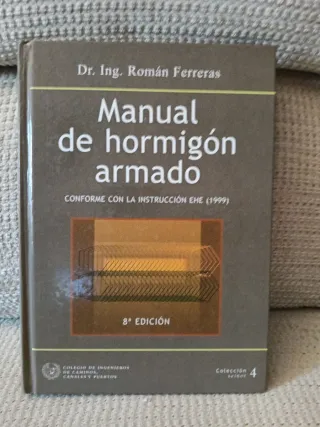 Dr. Ing. Román Ferreras
Manual
de hormigón
armado
CONFORME CON LA INSTRUCCIÓN EHE (1999)
8ª EDICIÓN
COLEGIO DE INGENIEROS
DE CAMINOS,
CANALES Y PUERTOS
Colección
seinor 4